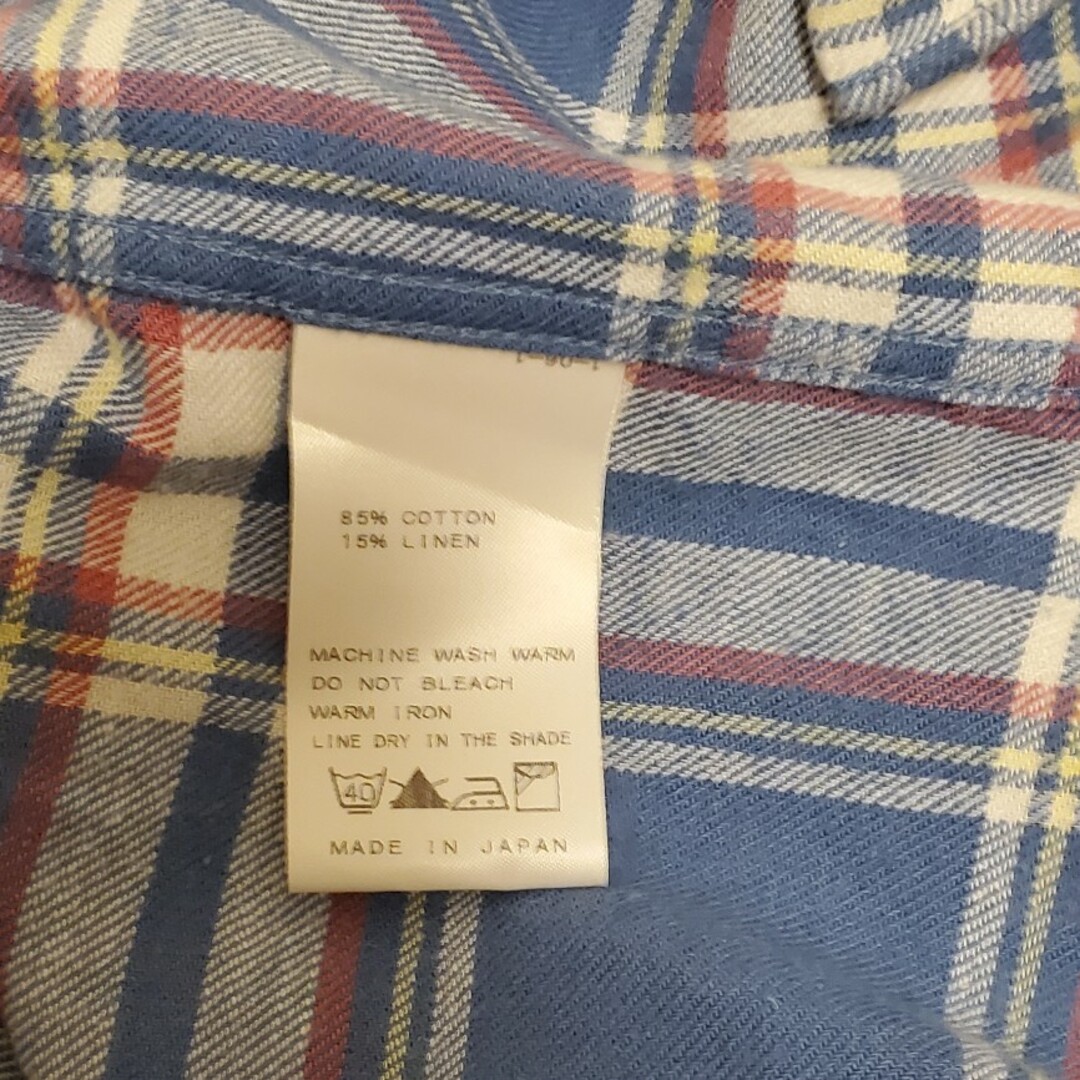 85% COTTON
15% LINEN
MACHINE WASH WARM
DO NOT BLEACH
WARM IRON
LINE DRY IN THE SHADE
40
MADE IN JAPAN